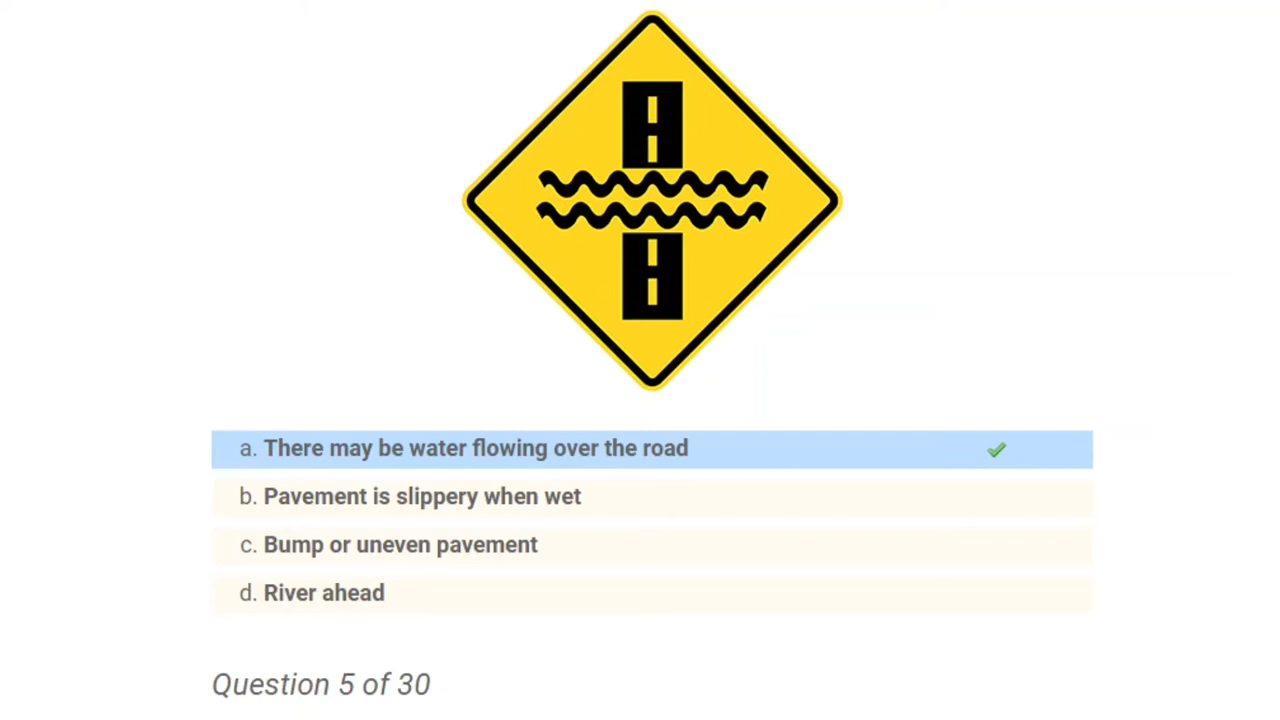 a. There may be water flowing over the road
b. Pavement is slippery when wet
c. Bump or uneven pavement
d. River ahead
Question 5 of 30